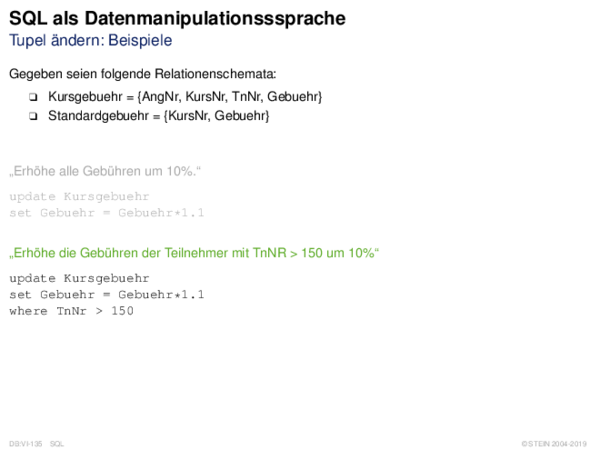 SQL als Datenmanipulationsssprache
Tupel ändern: Beispiele
Gegeben seien folgende Relationenschemata:
❑ Kursgebuehr = {AngNr, KursNr, TnNr, Gebuehr}
❑ Standardgebuehr = {KursNr, Gebuehr}
„Erhöhe alle Gebühren um 10%.“
update Kursgebuehr
set Gebuehr = Gebuehr*1.1
„Erhöhe die Gebühren der Teilnehmer mit TnNR > 150 um 10%“
update Kursgebuehr
set Gebuehr = Gebuehr*1.1
where TnNr > 150
DB:VI-135 SQL © STEIN 2004-2019